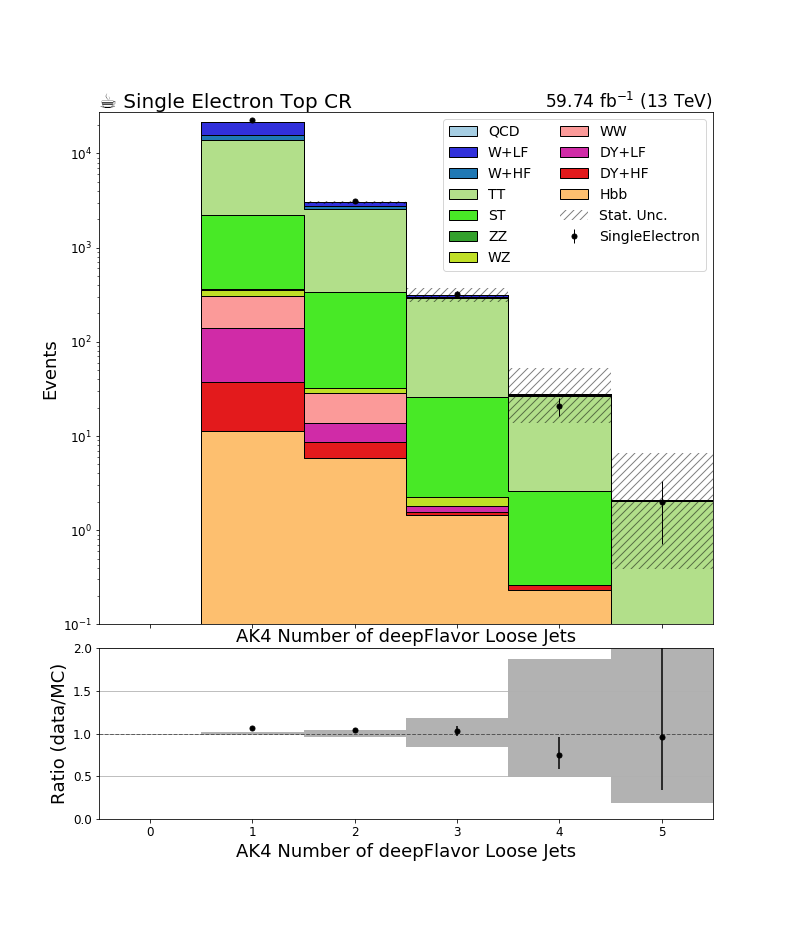 ☕ Single Electron Top CR 59.74 fb⁻¹ (13 TeV)
QCD WW
W+LF DY+LF
W+HF DY+HF
TT Hbb
ST Stat. Unc.
ZZ SingleElectron
WZ
10⁴
10³
10²
10¹
10⁰
10⁻¹
Events
AK4 Number of deepFlavor Loose Jets
2.0
1.5
1.0
0.5
0.0
Ratio (data/MC)
0 1 2 3 4 5
AK4 Number of deepFlavor Loose Jets